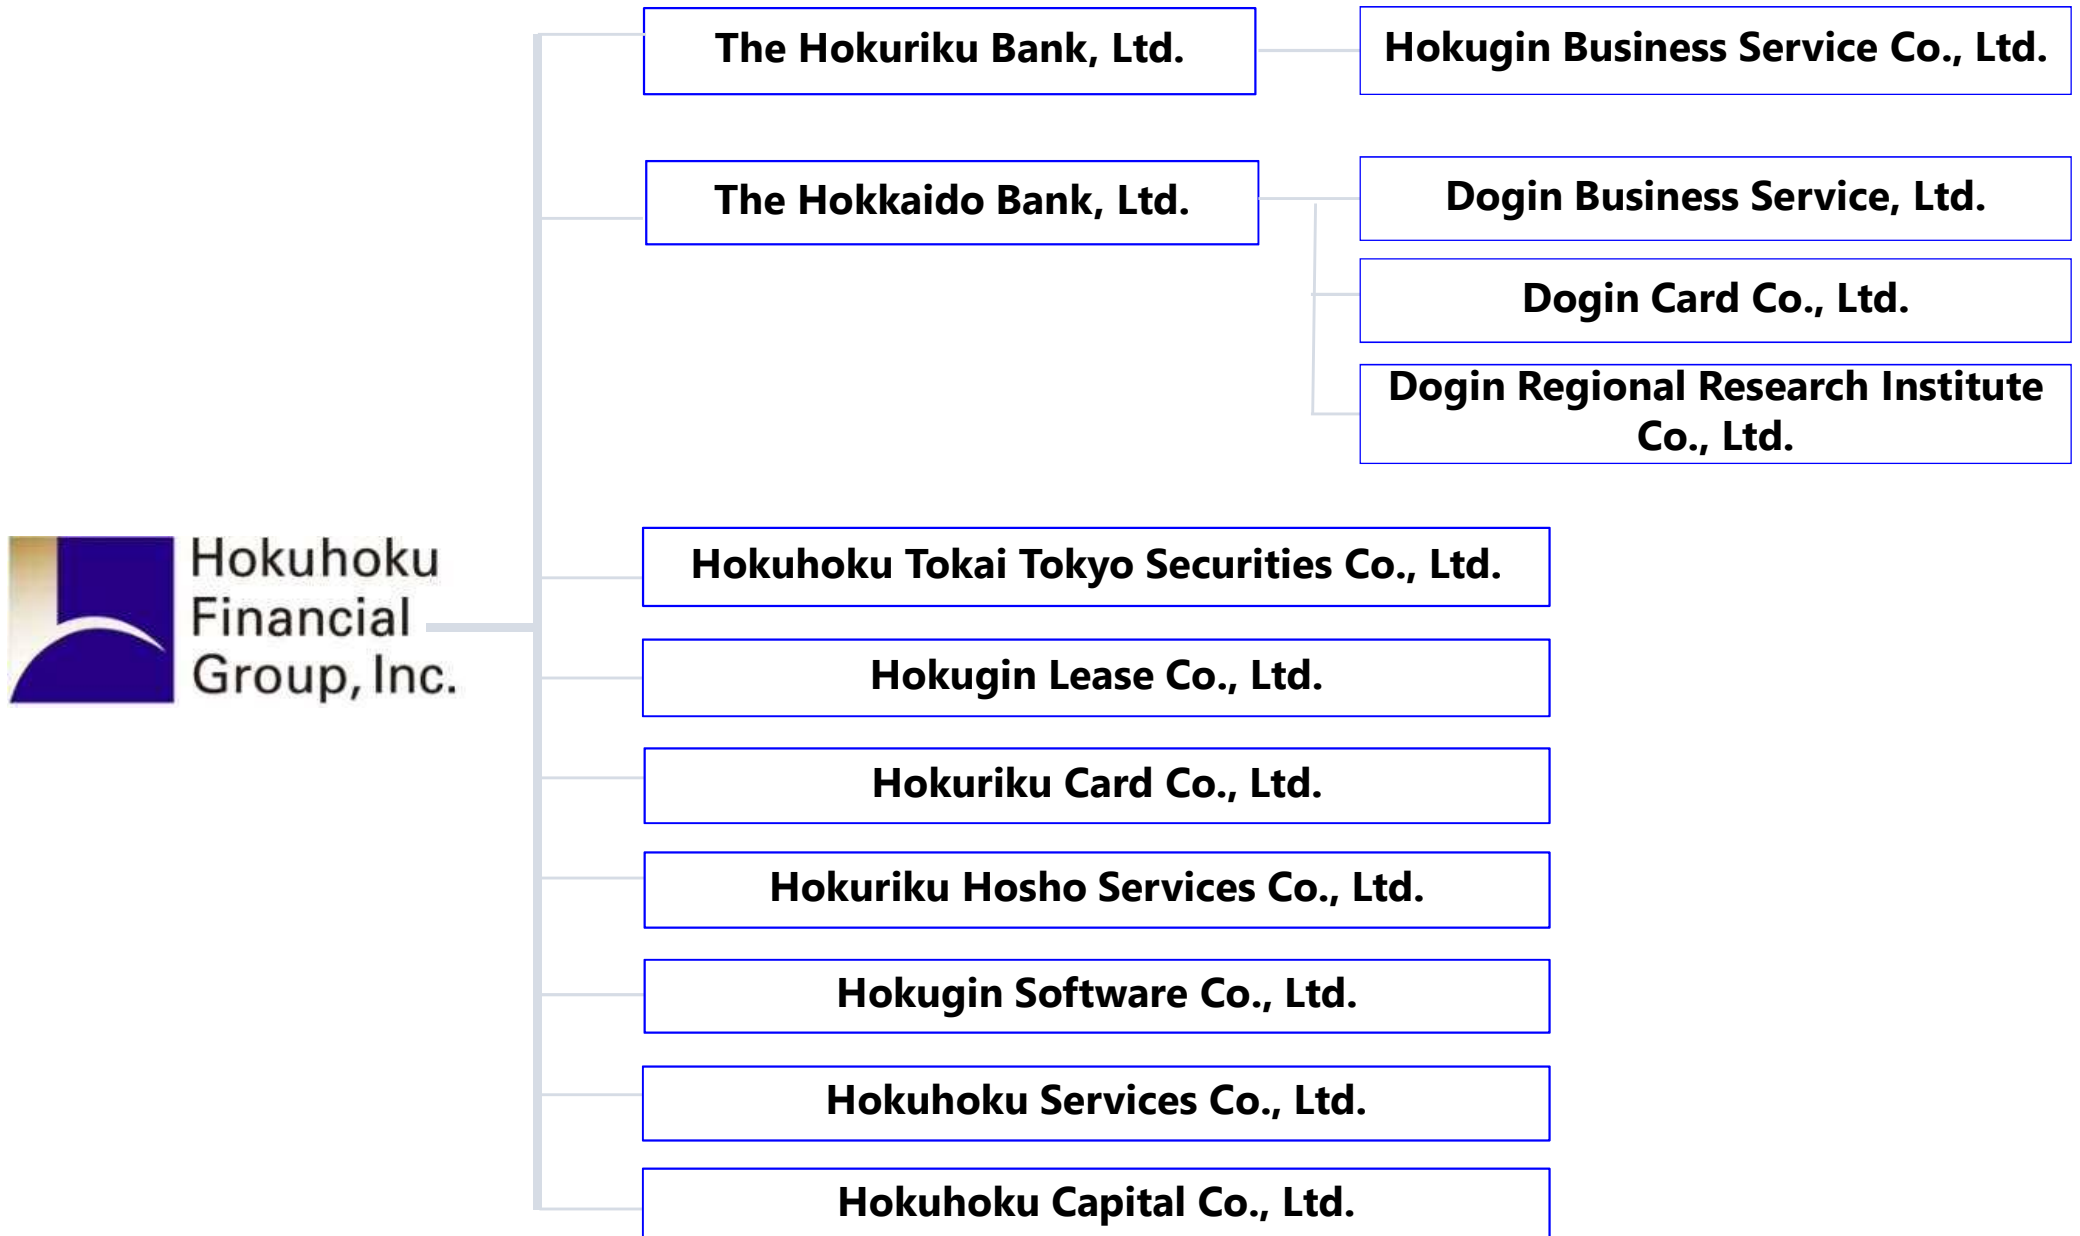 The Hokuriku Bank, Ltd.
Hokugin Business Service Co., Ltd.
The Hokkaido Bank, Ltd.
Dogin Business Service, Ltd.
Dogin Card Co., Ltd.
Dogin Regional Research Institute
Co., Ltd.
Hokuhoku
Financial
Group, Inc.
Hokuhoku Tokai Tokyo Securities Co., Ltd.
Hokugin Lease Co., Ltd.
Hokuriku Card Co., Ltd.
Hokuriku Hosho Services Co., Ltd.
Hokugin Software Co., Ltd.
Hokuhoku Services Co., Ltd.
Hokuhoku Capital Co., Ltd.